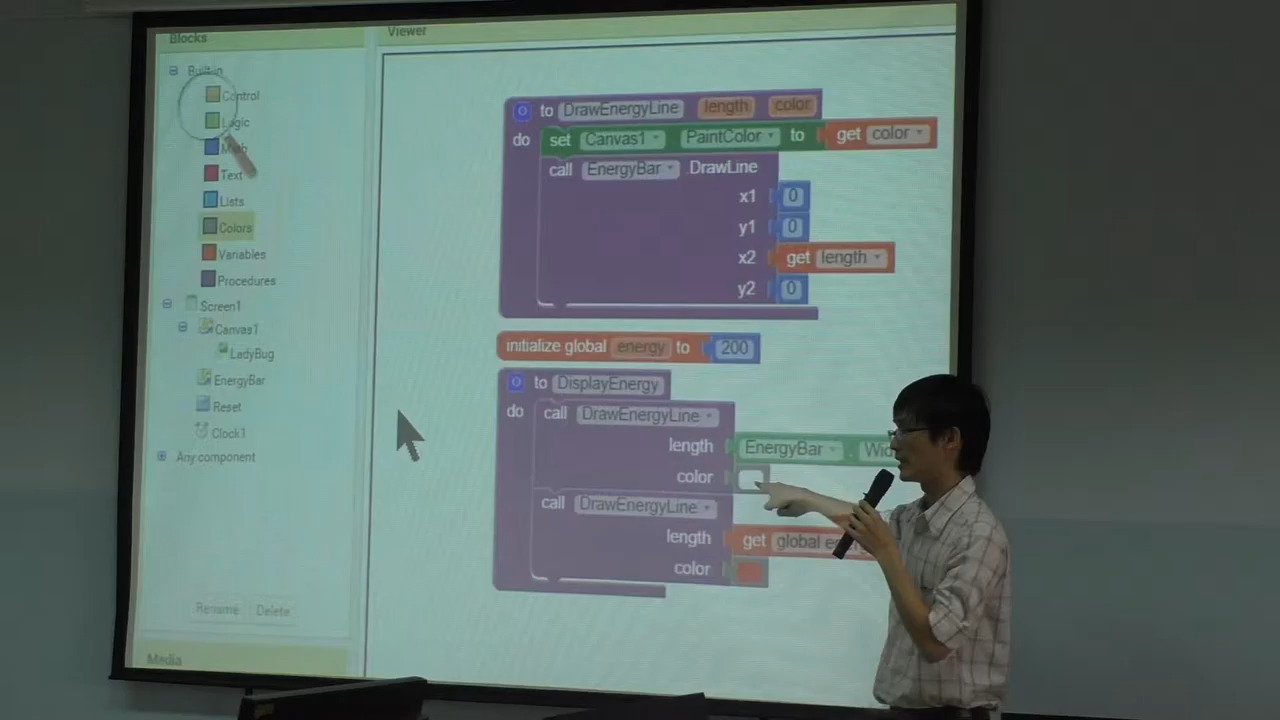 Blocks
Viewer
Built-in
Control
Logic
Math
Text
Lists
Colors
Variables
Procedures
Screen1
Canvas1
LadyBug
EnergyBar
Reset
Clock1
Any component
Rename Delete
Media
to DrawEnergyLine length color
do set Canvas1 PaintColor to get color
call EnergyBar .DrawLine
x1 0
y1 0
x2 get length
y2 0
initialize global energy to 200
to DisplayEnergy
do call DrawEnergyLine
length EnergyBar .
color
call DrawEnergyLine
length get global
color